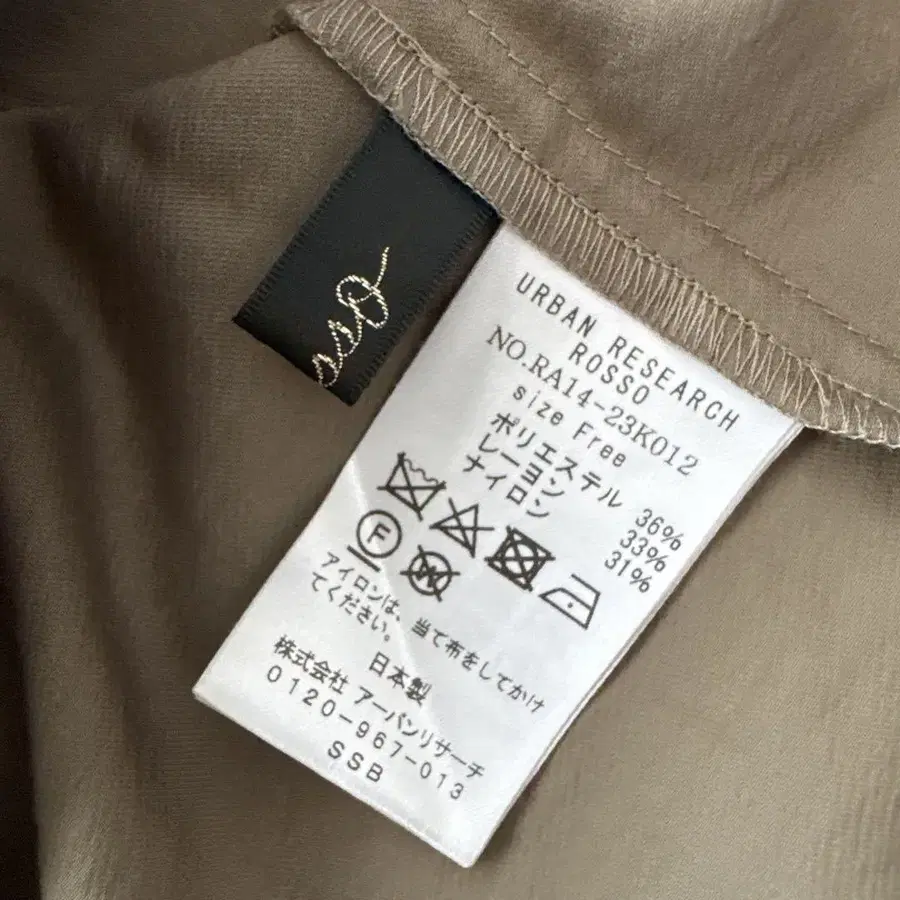 sso
URBAN RESEARCH
ROSSO
NO.RA14-23K012
size Free
ポリエステル 36%
レーヨン 33%
ナイロン 31%
F W
アイロンは、当て布をしてかけ
てください。
日本製
株式会社 アーバンリサーチ
0120-967-013
SSB